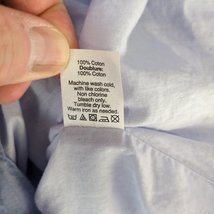 100% Coton
Doublure:
100% Coton
Machine wash cold,
with like colors.
Non chlorine
bleach only.
Tumble dry low.
Warm iron as needed.